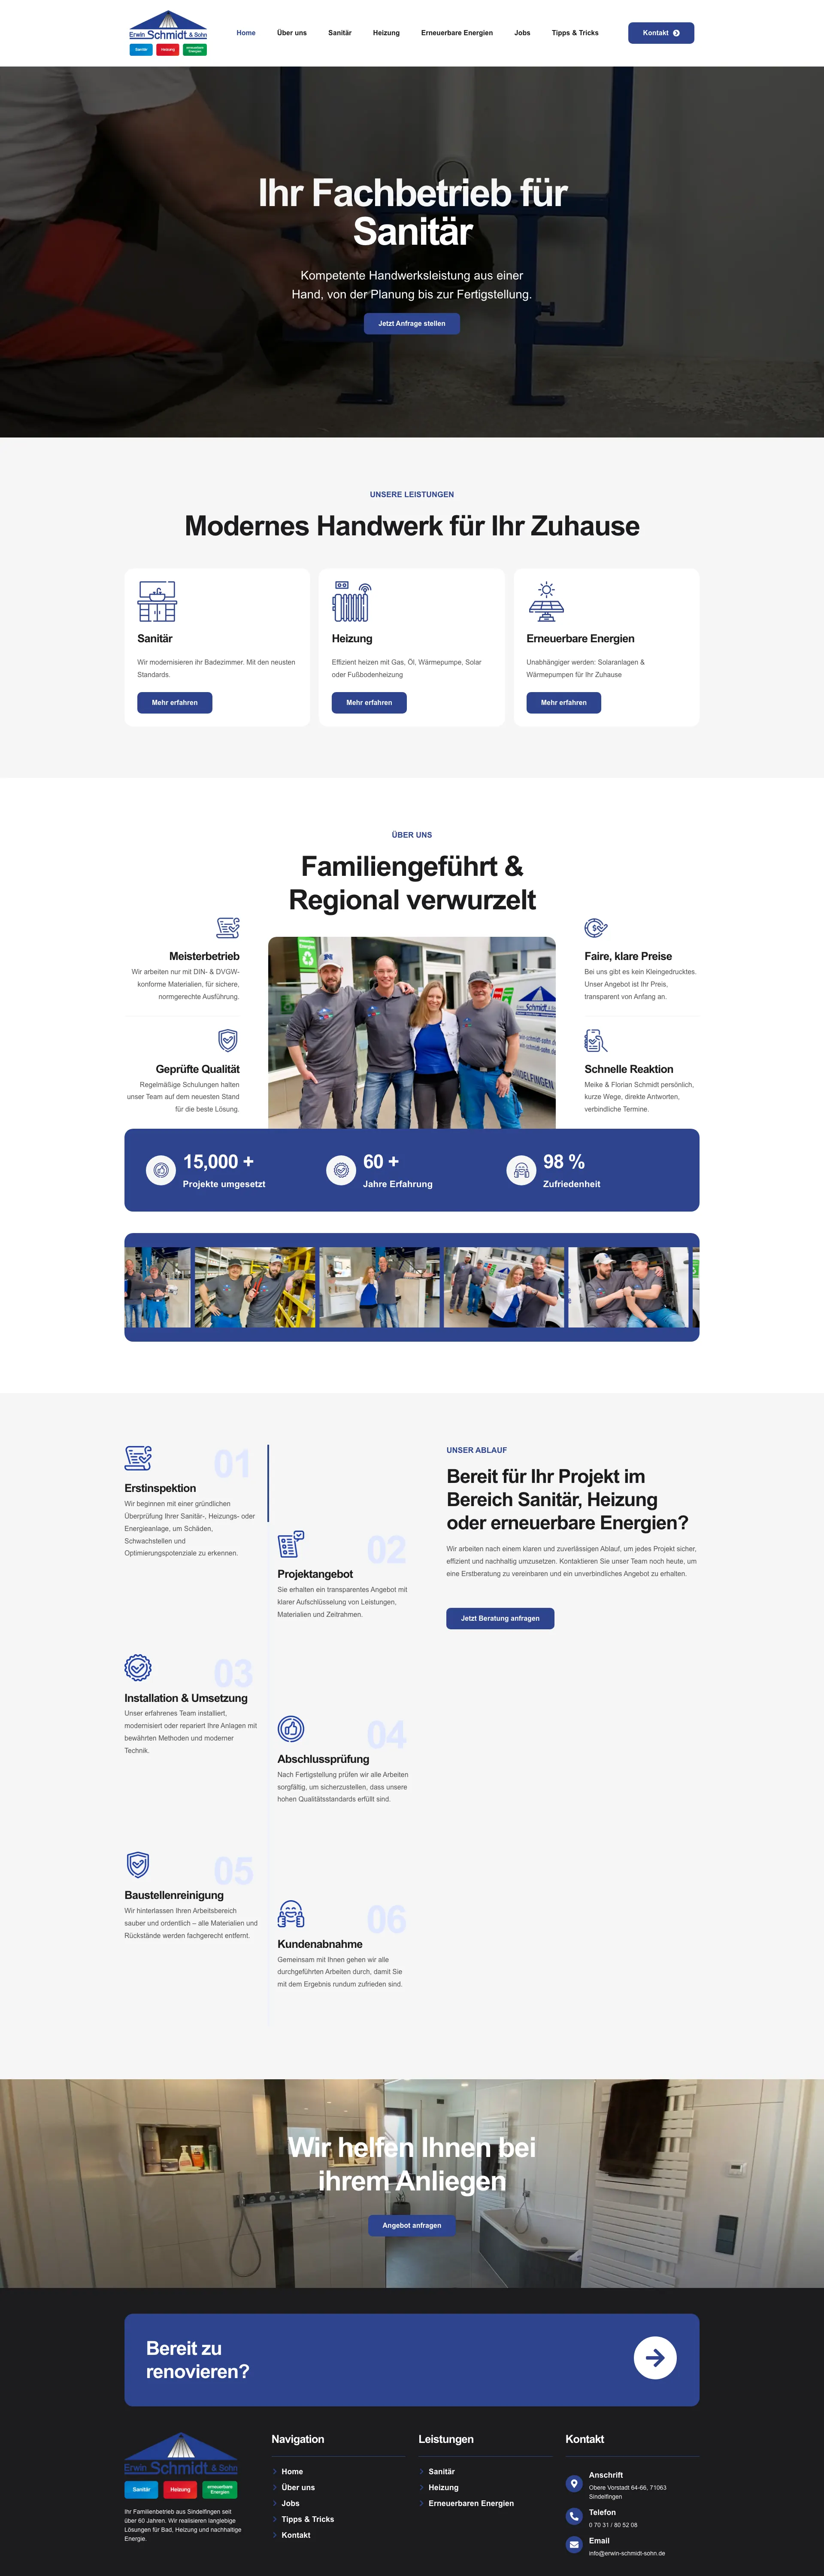 Erwin Schmidt & Sohn
Sanitär Heizung erneuerbare Energien
Home Über uns Sanitär Heizung Erneuerbare Energien Jobs Tipps & Tricks Kontakt
Ihr Fachbetrieb für
Sanitär
Kompetente Handwerksleistung aus einer
Hand, von der Planung bis zur Fertigstellung.
Jetzt Anfrage stellen
UNSERE LEISTUNGEN
Modernes Handwerk für Ihr Zuhause
Sanitär
Wir modernisieren ihr Badezimmer. Mit den neusten
Standards.
Mehr erfahren
Heizung
Effizient heizen mit Gas, Öl, Wärmepumpe, Solar
oder Fußbodenheizung
Mehr erfahren
Erneuerbare Energien
Unabhängiger werden: Solaranlagen &
Wärmepumpen für Ihr Zuhause
Mehr erfahren
ÜBER UNS
Familiengeführt &
Regional verwurzelt
Meisterbetrieb
Wir arbeiten nur mit DIN- & DVGW-
konforme Materialien, für sichere,
normgerechte Ausführung.
Geprüfte Qualität
Regelmäßige Schulungen halten
unser Team auf dem neuesten Stand
für die beste Lösung.
Faire, klare Preise
Bei uns gibt es kein Kleingedrucktes.
Unser Angebot ist Ihr Preis,
transparent von Anfang an.
Schnelle Reaktion
Meike & Florian Schmidt persönlich,
kurze Wege, direkte Antworten,
verbindliche Termine.
15,000 +
Projekte umgesetzt
60 +
Jahre Erfahrung
98 %
Zufriedenheit
01
Erstinspektion
Wir beginnen mit einer gründlichen
Überprüfung Ihrer Sanitär-, Heizungs- oder
Energieanlage, um Schäden,
Schwachstellen und
Optimierungspotenziale zu erkennen.
02
Projektangebot
Sie erhalten ein transparentes Angebot mit
klarer Aufschlüsselung von Leistungen,
Materialien und Zeitrahmen.
03
Installation & Umsetzung
Unser erfahrenes Team installiert,
modernisiert oder repariert Ihre Anlagen mit
bewährten Methoden und moderner
Technik.
04
Abschlussprüfung
Nach Fertigstellung prüfen wir alle Arbeiten
sorgfältig, um sicherzustellen, dass unsere
hohen Qualitätsstandards erfüllt sind.
05
Baustellenreinigung
Wir hinterlassen Ihren Arbeitsbereich
sauber und ordentlich – alle Materialien und
Rückstände werden fachgerecht entfernt.
06
Kundenabnahme
Gemeinsam mit Ihnen gehen wir alle
durchgeführten Arbeiten durch, damit Sie
mit dem Ergebnis rundum zufrieden sind.
UNSER ABLAUF
Bereit für Ihr Projekt im
Bereich Sanitär, Heizung
oder erneuerbare Energien?
Wir arbeiten nach einem klaren und zuverlässigen Ablauf, um jedes Projekt sicher,
effizient und nachhaltig umzusetzen. Kontaktieren Sie unser Team noch heute, um
eine Erstberatung zu vereinbaren und ein unverbindliches Angebot zu erhalten.
Jetzt Beratung anfragen
Wir helfen Ihnen bei
ihrem Anliegen
Angebot anfragen
Bereit zu
renovieren?
Erwin Schmidt & Sohn
Sanitär Heizung erneuerbare Energien
Ihr Familienbetrieb aus Sindelfingen seit
über 60 Jahren. Wir realisieren langlebige
Lösungen für Bad, Heizung und nachhaltige
Energie.
Navigation
Home
Über uns
Jobs
Tipps & Tricks
Kontakt
Leistungen
Sanitär
Heizung
Erneuerbaren Energien
Kontakt
Anschrift
Obere Vorstadt 64-66, 71063
Sindelfingen
Telefon
0 70 31 / 80 52 08
Email
info@erwin-schmidt-sohn.de